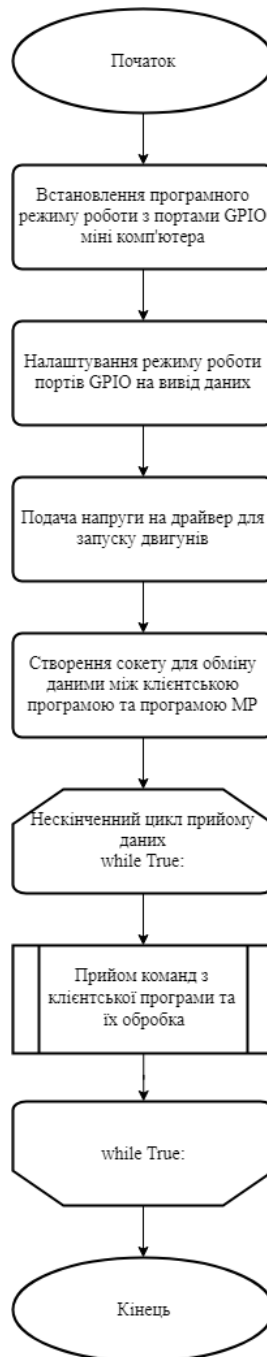 Початок
Встановлення програмного
режиму роботи з портами GPIO
міні комп'ютера
Налаштування режиму роботи
портів GPIO на вивід даних
Подача напруги на драйвер для
запуску двигунів
Створення сокету для обміну
даними між клієнтською
програмою та програмою МР
Нескінченний цикл прийому
даних
while True:
Прийом команд з
клієнтської програми та
їх обробка
while True:
Кінець